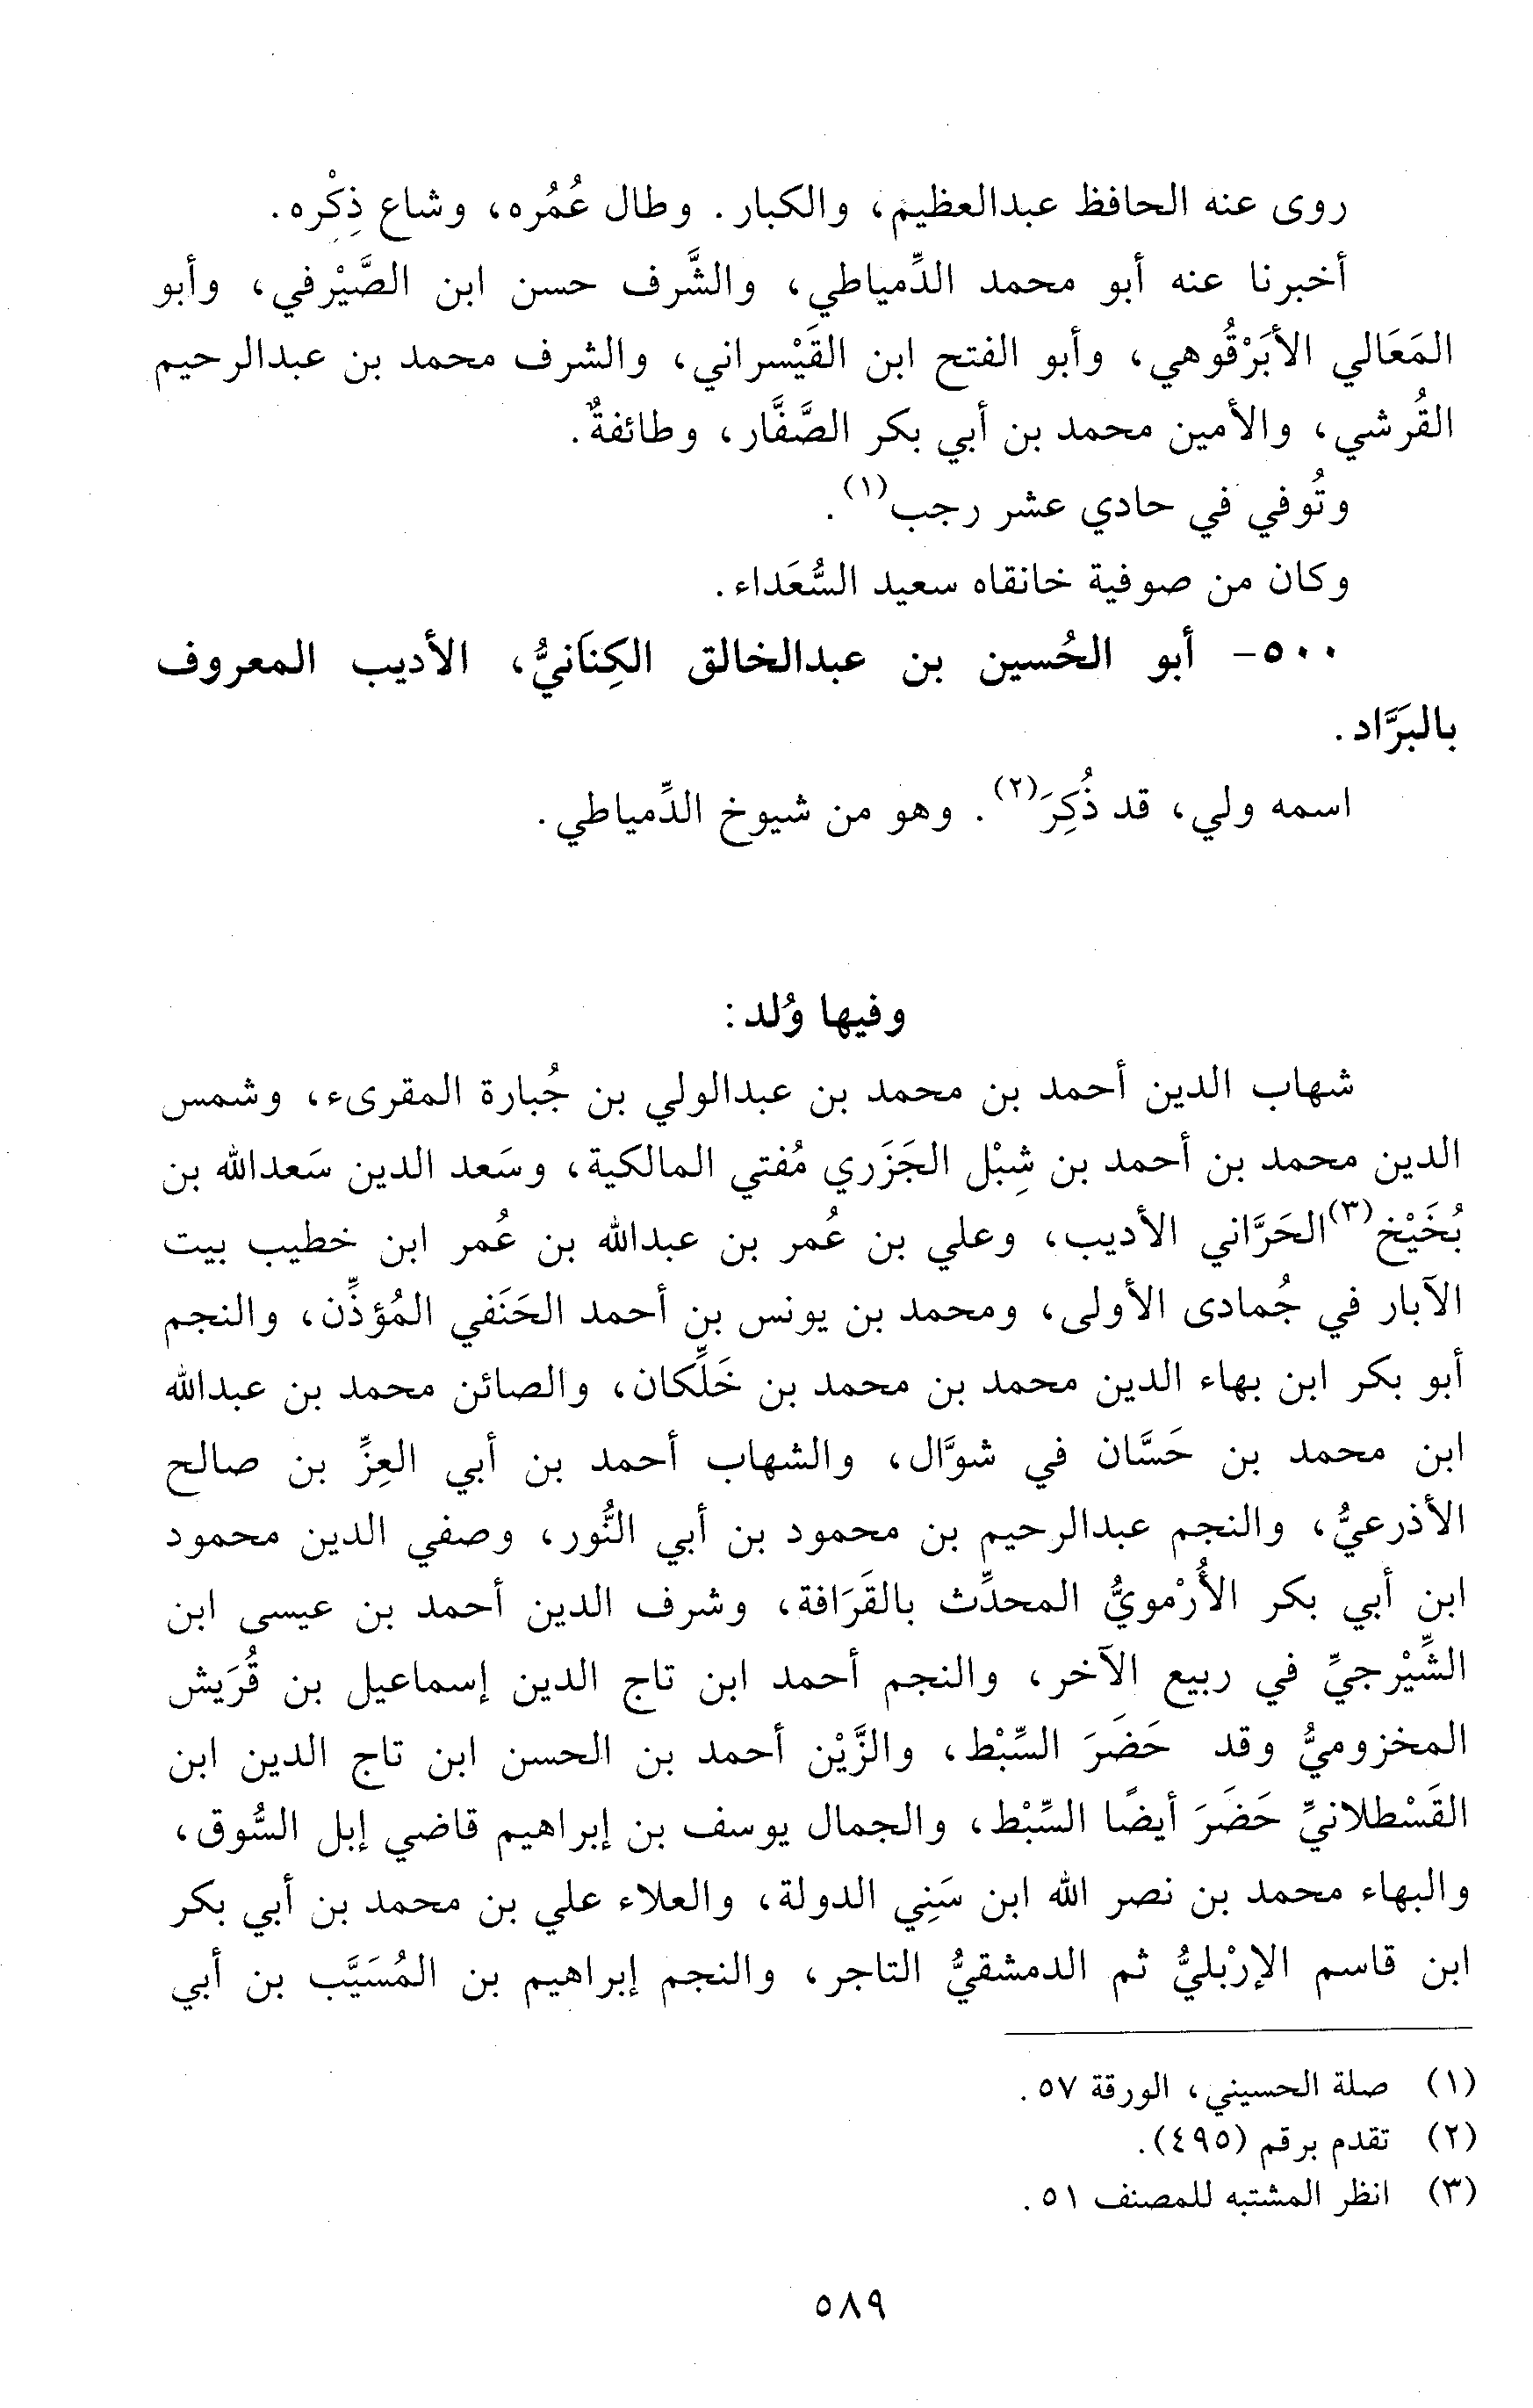 روى عنه الحافظ عبدالعظيم، والكبار. وطال عُمُره، وشاع ذِكْره.
أخبرنا عنه أبو محمد الدِّمياطي، والشَّرف حسن ابن الصَّيْرفي، وأبو
المَعَالي الأبَرْقُوهي، وأبو الفتح ابن القَيْسراني، والشرف محمد بن عبدالرحيم
القُرشي، والأمين محمد بن أبي بكر الصَّفَّار، وطائفةٌ.
وتُوفي في حادي عشر رجب(١).
وكان من صوفية خانقاه سعيد السُّعَداء.
٥٠٠- أبو الحُسين بن عبدالخالق الكِنَانيُّ، الأديب المعروف
بالبَرَّاد.
اسمه ولي، قد ذُكِرَ(٢). وهو من شيوخ الدِّمياطي.
وفيها وُلد:
شهاب الدين أحمد بن محمد بن عبدالولي بن جُبارة المقرىء، وشمس
الدين محمد بن أحمد بن شِبْل الجَزَري مُفتي المالكية، وسَعد الدين سَعدالله بن
بُخَيْخ(٣) الحَرَّاني الأديب، وعلي بن عُمر بن عبدالله بن عُمر ابن خطيب بيت
الآبار في جُمادى الأولى، ومحمد بن يونس بن أحمد الحَنَفي المُؤذِّن، والنجم
أبو بكر ابن بهاء الدين محمد بن محمد بن خَلِّكان، والصائن محمد بن عبدالله
ابن محمد بن حَسَّان في شوَّال، والشهاب أحمد بن أبي العِزِّ بن صالح
الأذرعيُّ، والنجم عبدالرحيم بن محمود بن أبي النُّور، وصفي الدين محمود
ابن أبي بكر الأُرْمويُّ المحدِّث بالقَرَافة، وشرف الدين أحمد بن عيسى ابن
الشِّيْرجيِّ في ربيع الآخر، والنجم أحمد ابن تاج الدين إسماعيل بن قُرَيش
المخزوميُّ وقد حَضَرَ السِّبْط، والزَّيْن أحمد بن الحسن ابن تاج الدين ابن
القَسْطلانيِّ حَضَرَ أيضًا السِّبْط، والجمال يوسف بن إبراهيم قاضي إبل السُّوق،
والبهاء محمد بن نصر الله ابن سَنِي الدولة، والعلاء علي بن محمد بن أبي بكر
ابن قاسم الإرْبليُّ ثم الدمشقيُّ التاجر، والنجم إبراهيم بن المُسَيَّب بن أبي
(١) صلة الحسيني، الورقة ٥٧.
(٢) تقدم برقم (٤٩٥).
(٣) انظر المشتبه للمصنف ٥١.
٥٨٩